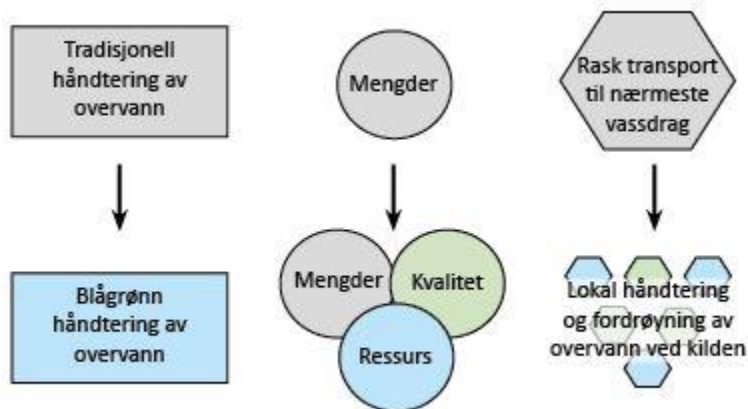 Tradisjonell
håndtering av
overvann
Mengder
Rask transport
til nærmeste
vassdrag
Blågrønn
håndtering av
overvann
Mengder
Kvalitet
Ressurs
Lokal håndtering
og fordrøyning av
overvann ved kilden